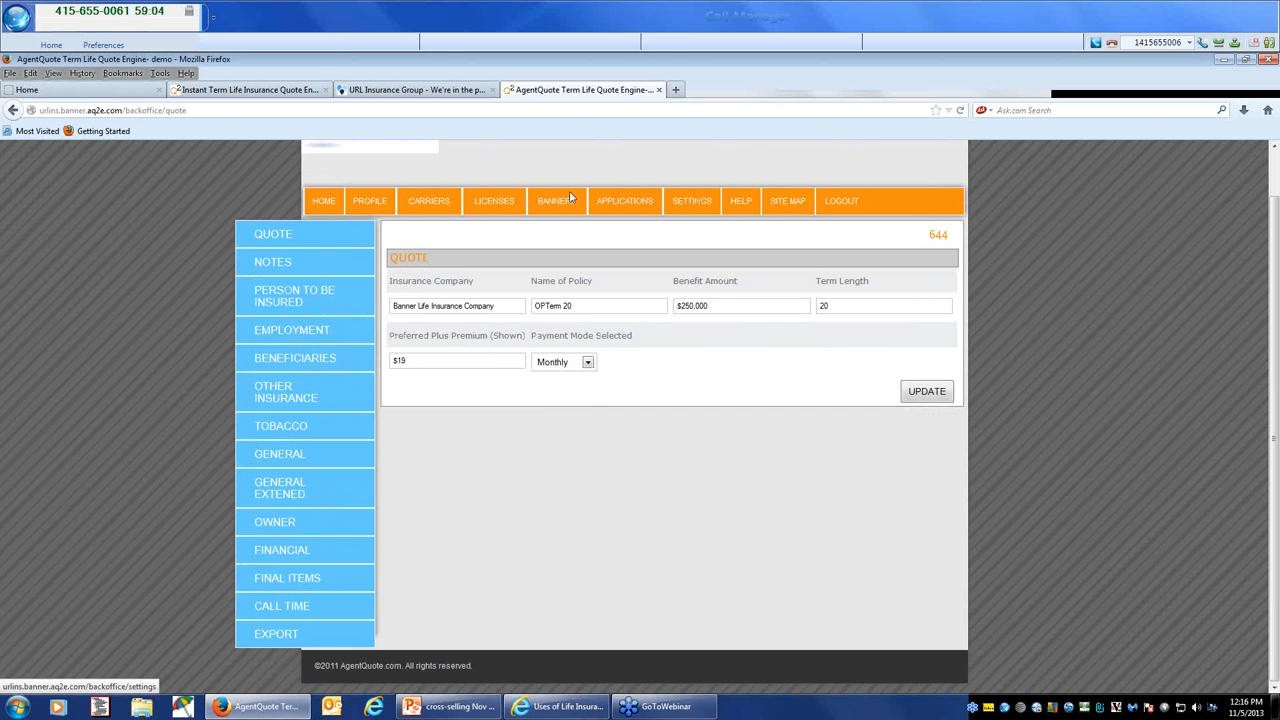 415-655-0061 59:04
Call Manager
Home Preferences
1415655006
AgentQuote Term Life Quote Engine- demo - Mozilla Firefox
File Edit View History Bookmarks Tools Help
Home
Instant Term Life Insurance Quote En...
URL Insurance Group - We're in the p...
AgentQuote Term Life Quote Engine-...
urlins.banner.aq2e.com/backoffice/quote
Ask.com Search
Most Visited Getting Started
HOME PROFILE CARRIERS LICENSES BANNER APPLICATIONS SETTINGS HELP SITE MAP LOGOUT
644
QUOTE
Insurance Company Name of Policy Benefit Amount Term Length
Banner Life Insurance Company OPTerm 20 $250,000 20
Preferred Plus Premium (Shown) Payment Mode Selected
$19 Monthly
UPDATE
QUOTE
NOTES
PERSON TO BE
INSURED
EMPLOYMENT
BENEFICIARIES
OTHER
INSURANCE
TOBACCO
GENERAL
GENERAL
EXTENED
OWNER
FINANCIAL
FINAL ITEMS
CALL TIME
EXPORT
©2011 AgentQuote.com. All rights reserved.
urlins.banner.aq2e.com/backoffice/settings
AgentQuote Ter...
cross-selling Nov ...
Uses of Life Insura...
GoToWebinar
12:16 PM
11/5/2013